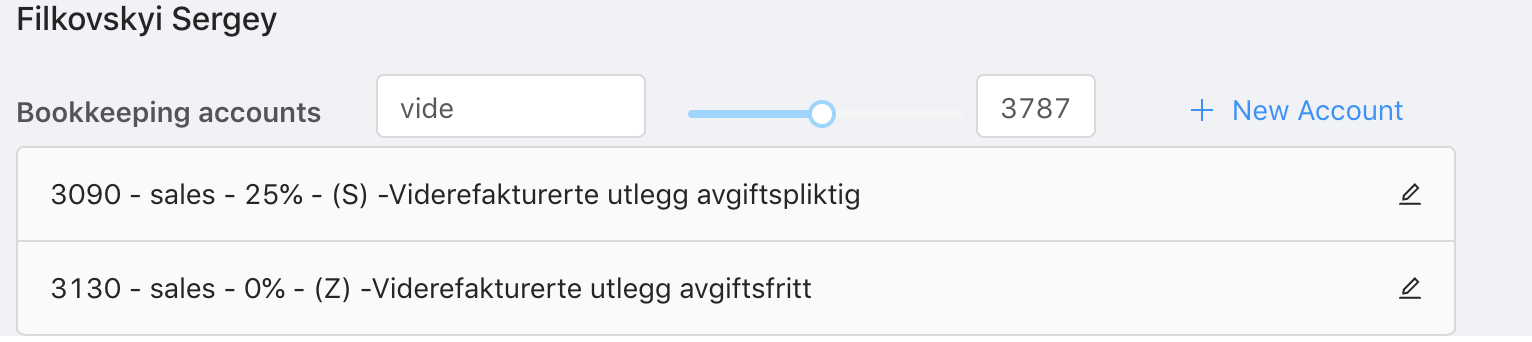 Filkovskyi Sergey
Bookkeeping accounts vide 3787 + New Account
3090 - sales - 25% - (S) -Viderefakturerte utlegg avgiftspliktig
3130 - sales - 0% - (Z) -Viderefakturerte utlegg avgiftsfritt